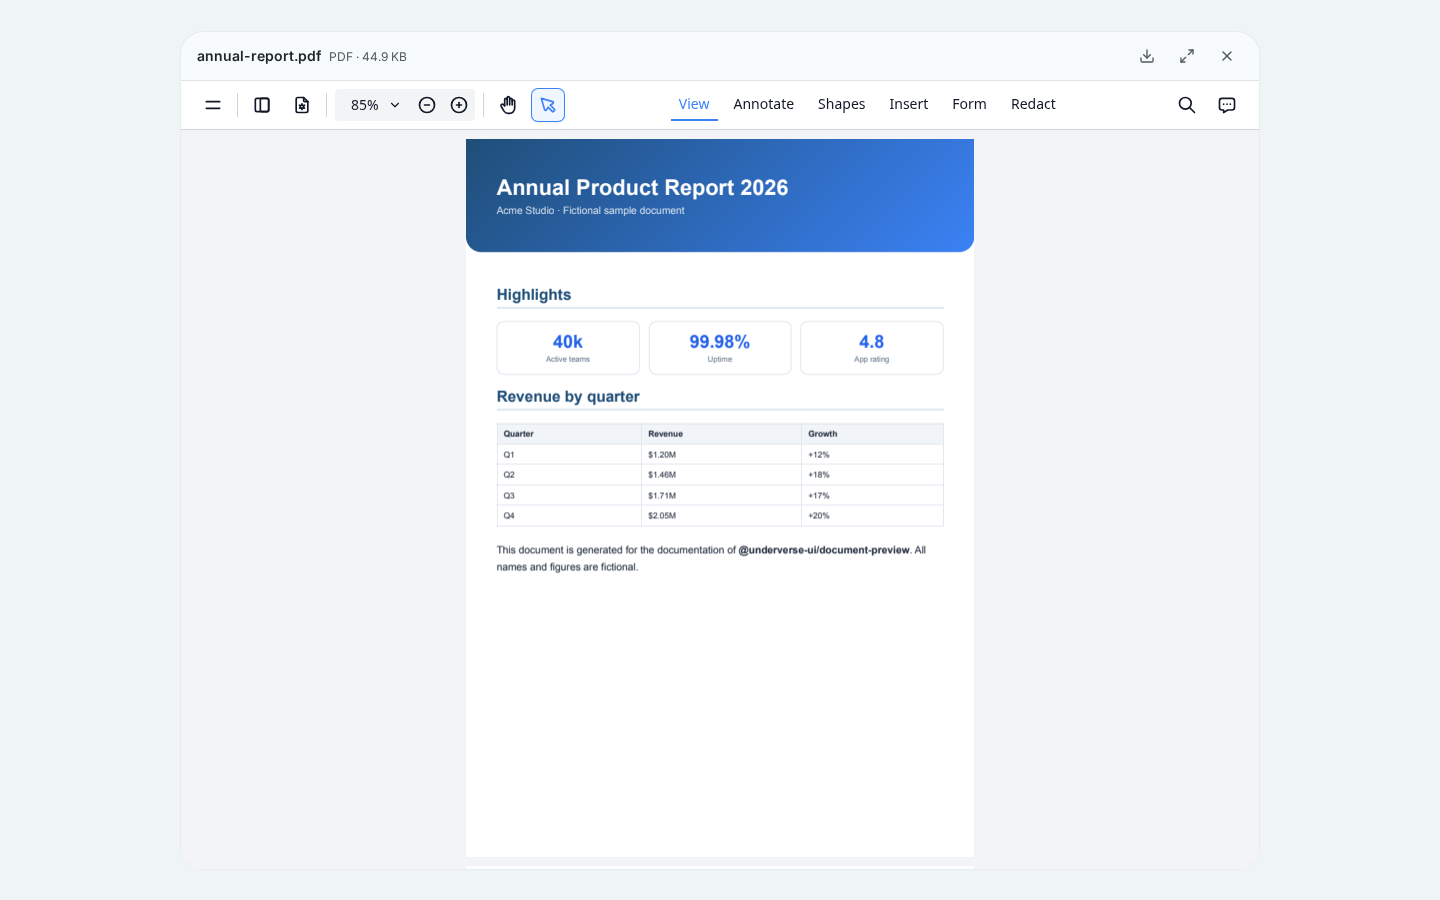 annual-report.pdf PDF · 44.9 KB
85% View Annotate Shapes Insert Form Redact
Annual Product Report 2026
Acme Studio · Fictional sample document
Highlights
40k 99.98% 4.8
Active teams Uptime App rating
Revenue by quarter
Quarter Revenue Growth
Q1 $1.20M +12%
Q2 $1.46M +18%
Q3 $1.71M +17%
Q4 $2.05M +20%
This document is generated for the documentation of @underverse-ui/document-preview. All
names and figures are fictional.